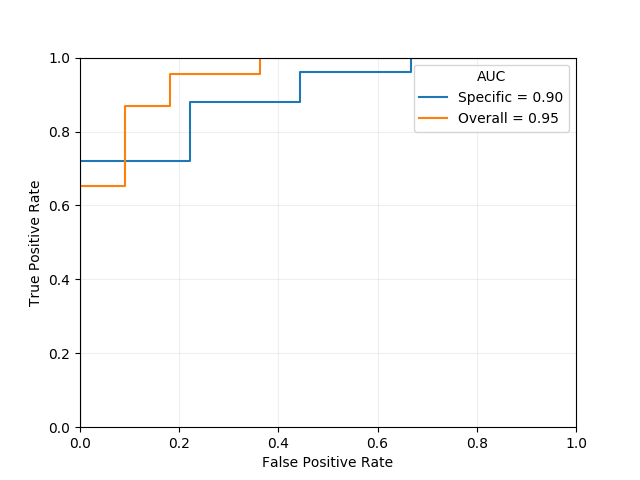 1.0
0.8
0.6
0.4
0.2
0.0
True Positive Rate
AUC
Specific = 0.90
Overall = 0.95
0.0 0.2 0.4 0.6 0.8 1.0
False Positive Rate